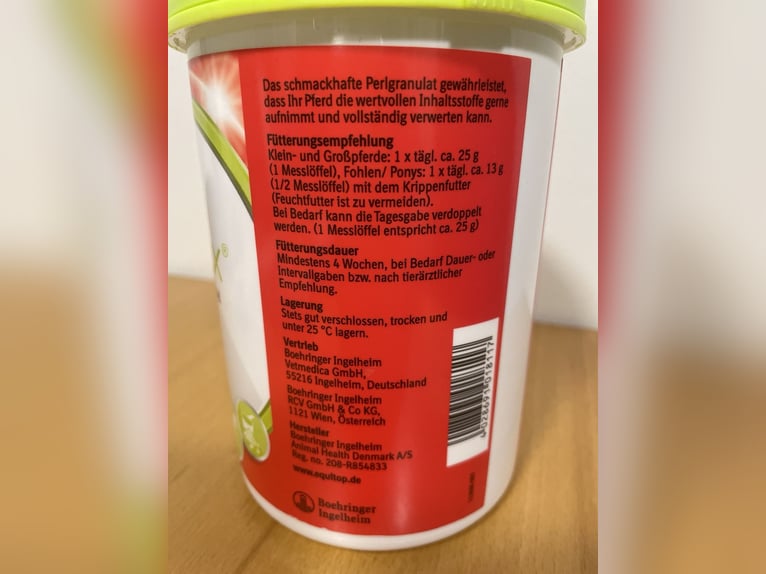 Das schmackhafte Perlgranulat gewährleistet,
dass Ihr Pferd die wertvollen Inhaltsstoffe gerne
aufnimmt und vollständig verwerten kann.
Fütterungsempfehlung
Klein- und Großpferde: 1 x tägl. ca. 25 g
(1 Messlöffel), Fohlen/ Ponys: 1 x tägl. ca. 13 g
(1/2 Messlöffel) mit dem Krippenfutter
(Feuchtfutter ist zu vermeiden).
Bei Bedarf kann die Tagesgabe verdoppelt
werden. (1 Messlöffel entspricht ca. 25 g)
Fütterungsdauer
Mindestens 4 Wochen, bei Bedarf Dauer- oder
Intervallgaben bzw. nach tierärztlicher
Empfehlung.
Lagerung
Stets gut verschlossen, trocken und
unter 25 °C lagern.
Vertrieb
Boehringer Ingelheim
Vetmedica GmbH,
55216 Ingelheim, Deutschland
Boehringer Ingelheim
RCV GmbH & Co KG,
1121 Wien, Österreich
Hersteller
Boehringer Ingelheim
Animal Health Denmark A/S
Reg. no. 208-R854833
www.equitop.de
Boehringer
Ingelheim
4 028691 018117